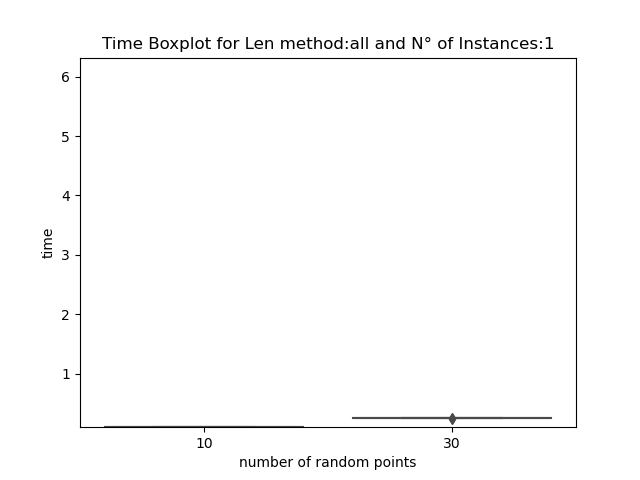 Time Boxplot for Len method:all and N° of Instances:1
6
5
4
3
2
1
time
10 30
number of random points